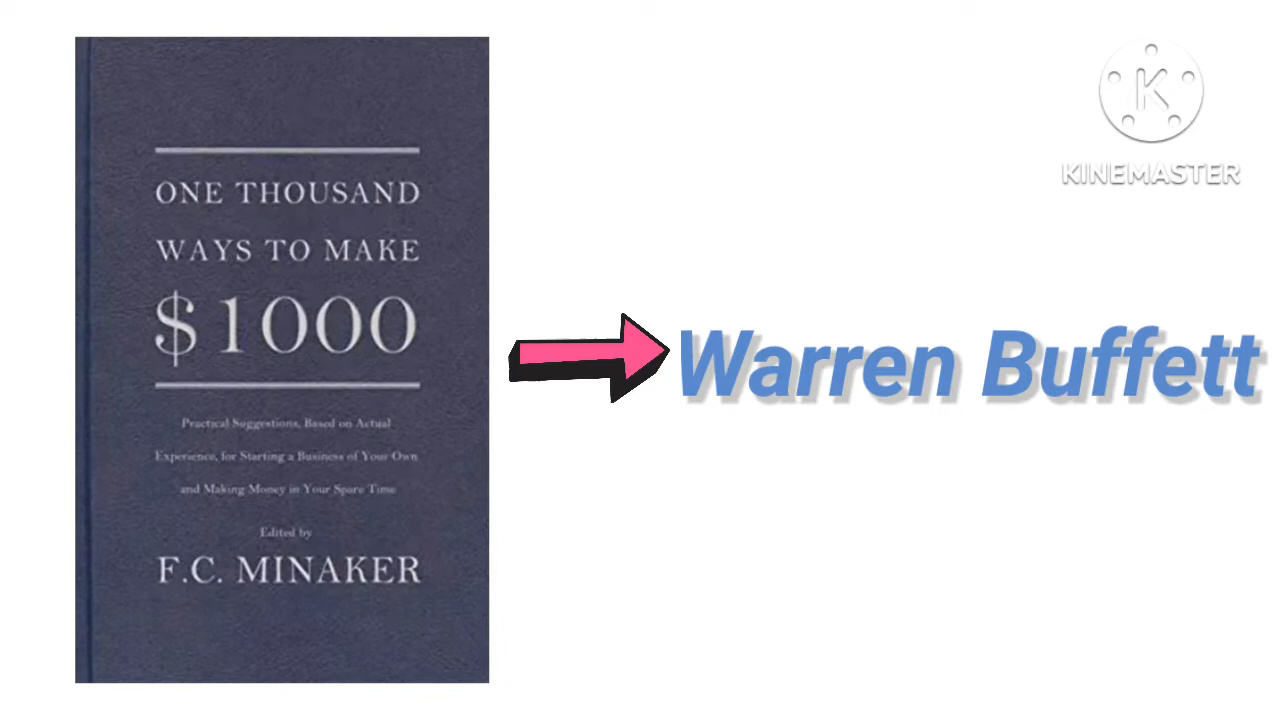 ONE THOUSAND
WAYS TO MAKE
$1000
Practical Suggestions, Based on Actual
Experience, for Starting a Business of Your Own
and Making Money in Your Spare Time
Edited by
F.C. MINAKER
Warren Buffett
K
KINEMASTER